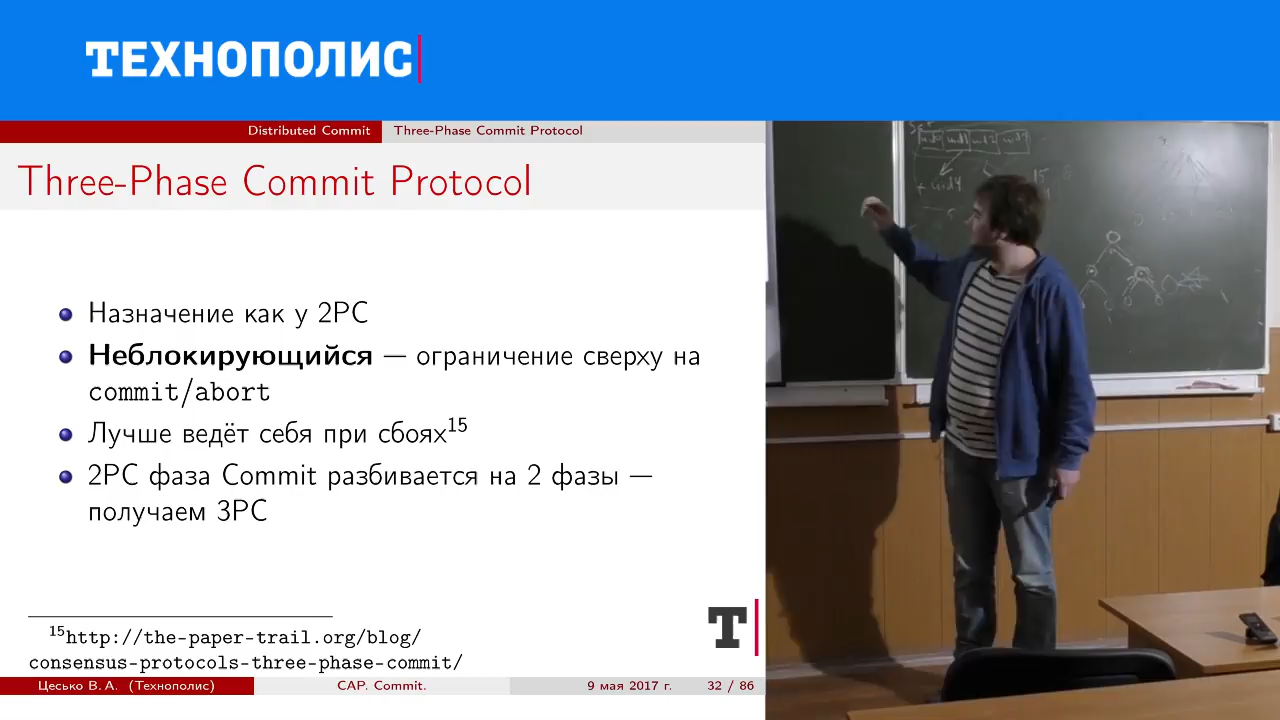 ТЕХНОПОЛИС
Distributed Commit
Three-Phase Commit Protocol
Three-Phase Commit Protocol
Назначение как у 2PC
Неблокирующийся — ограничение сверху на
commit/abort
Лучше ведёт себя при сбоях15
2PC фаза Commit разбивается на 2 фазы —
получаем 3PC
15http://the-paper-trail.org/blog/
consensus-protocols-three-phase-commit/
T
Цесько В. А. (Технополис)
CAP. Commit.
9 мая 2017 г.
32 / 86